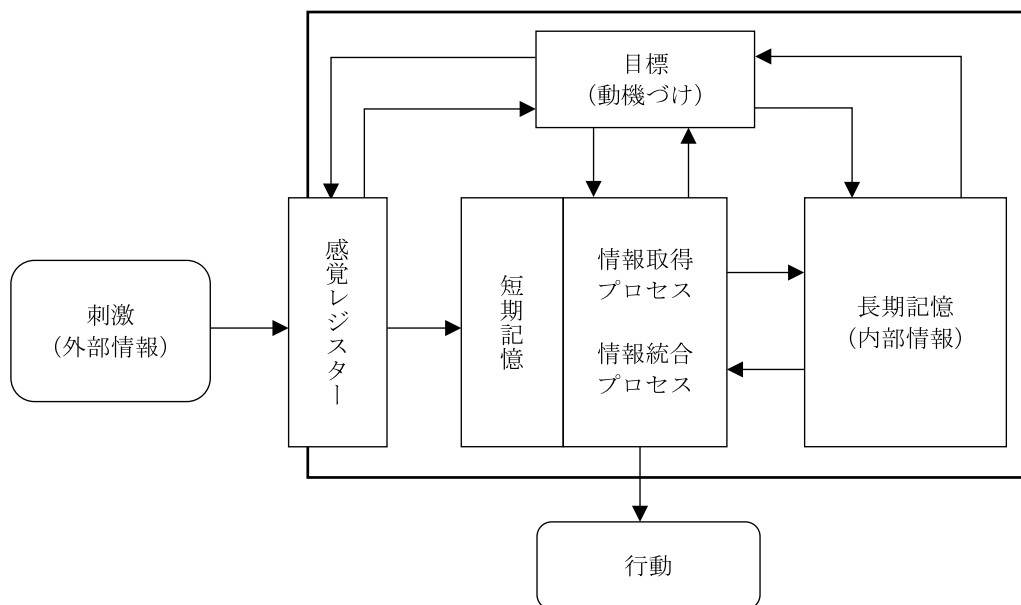 目標
（動機づけ）
刺激
（外部情報）
感覚レジスター
短期記憶
情報取得
プロセス
情報統合
プロセス
長期記憶
（内部情報）
行動